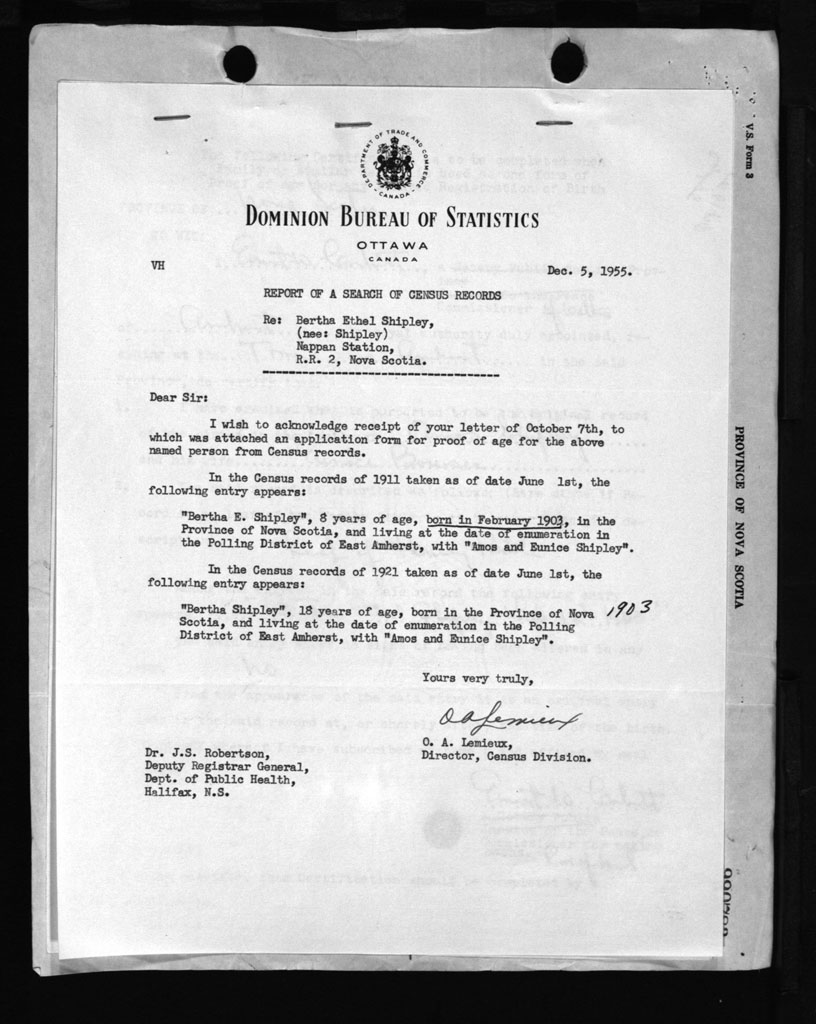 DEPARTMENT OF TRADE AND COMMERCE
CANADA
DOMINION BUREAU OF STATISTICS
OTTAWA
CANADA
VH
Dec. 5, 1955.
REPORT OF A SEARCH OF CENSUS RECORDS
Re: Bertha Ethel Shipley,
(nee: Shipley)
Nappan Station,
R.R. 2, Nova Scotia.
Dear Sir:
I wish to acknowledge receipt of your letter of October 7th, to
which was attached an application form for proof of age for the above
named person from Census records.
In the Census records of 1911 taken as of date June 1st, the
following entry appears:
"Bertha E. Shipley", 8 years of age, born in February 1903, in the
Province of Nova Scotia, and living at the date of enumeration in
the Polling District of East Amherst, with "Amos and Eunice Shipley".
In the Census records of 1921 taken as of date June 1st, the
following entry appears:
"Bertha Shipley", 18 years of age, born in the Province of Nova 1903
Scotia, and living at the date of enumeration in the Polling
District of East Amherst, with "Amos and Eunice Shipley".
Yours very truly,
O A Lemieux
O. A. Lemieux,
Director, Census Division.
Dr. J.S. Robertson,
Deputy Registrar General,
Dept. of Public Health,
Halifax, N.S.
V.S. Form 3
PROVINCE OF NOVA SCOTIA